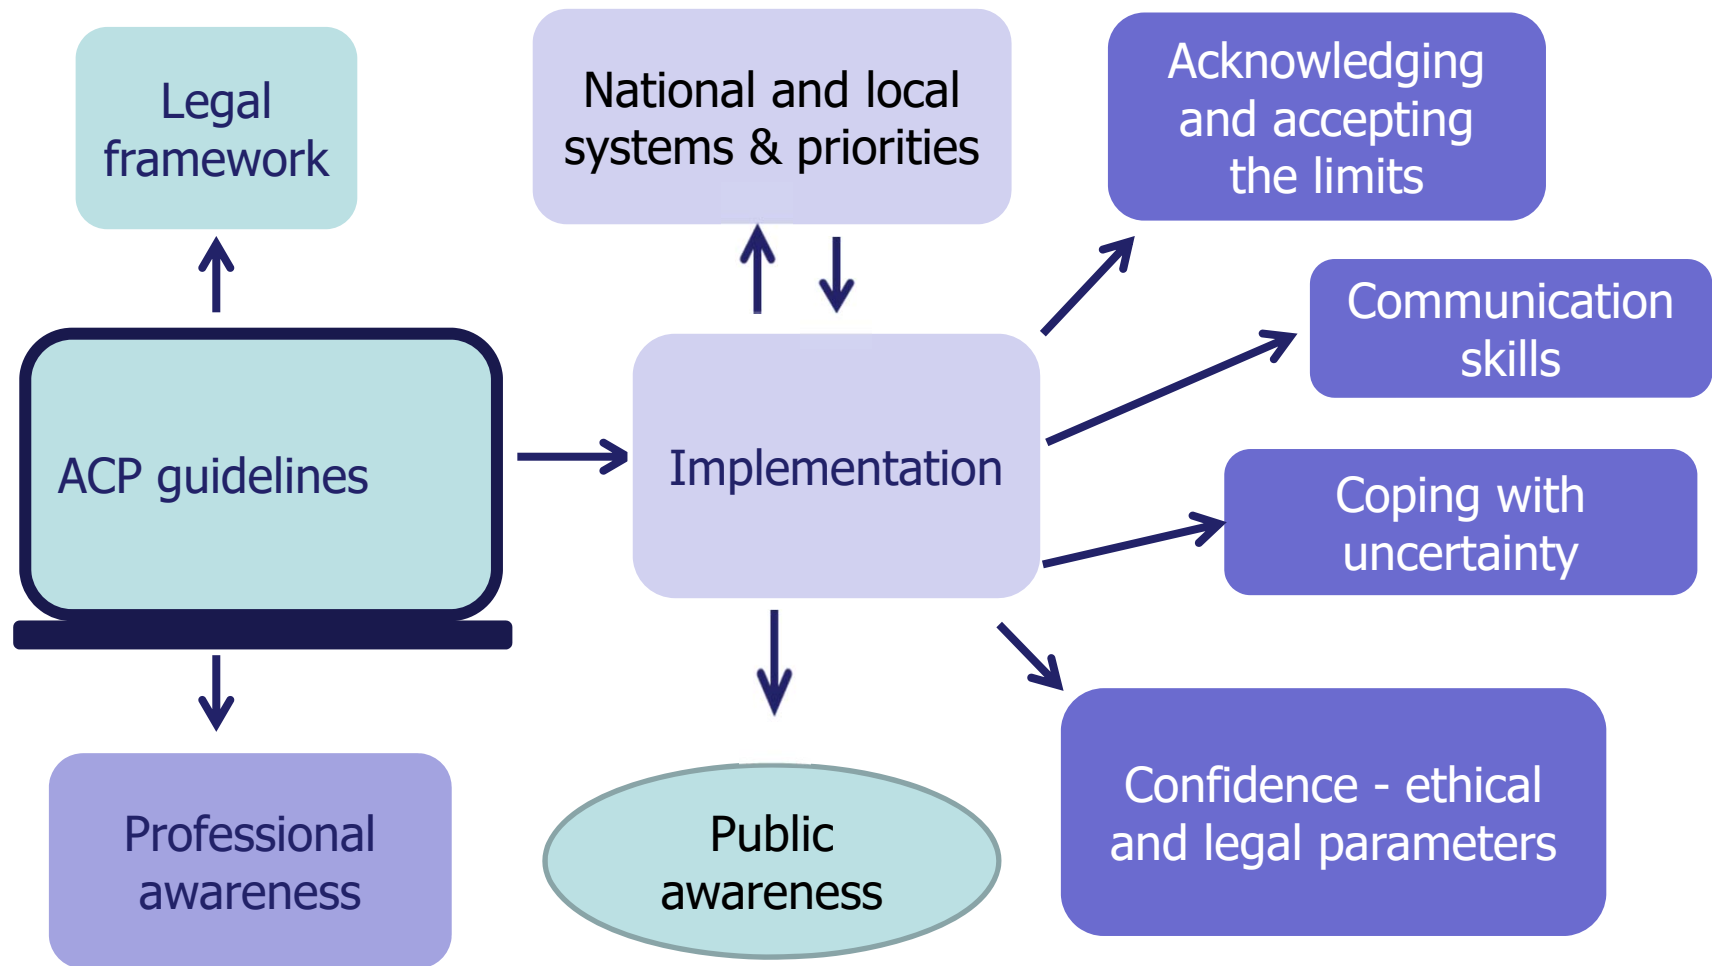 Legal
framework
National and local
systems & priorities
Acknowledging
and accepting
the limits
Communication
skills
ACP guidelines
Implementation
Coping with
uncertainty
Professional
awareness
Public
awareness
Confidence - ethical
and legal parameters